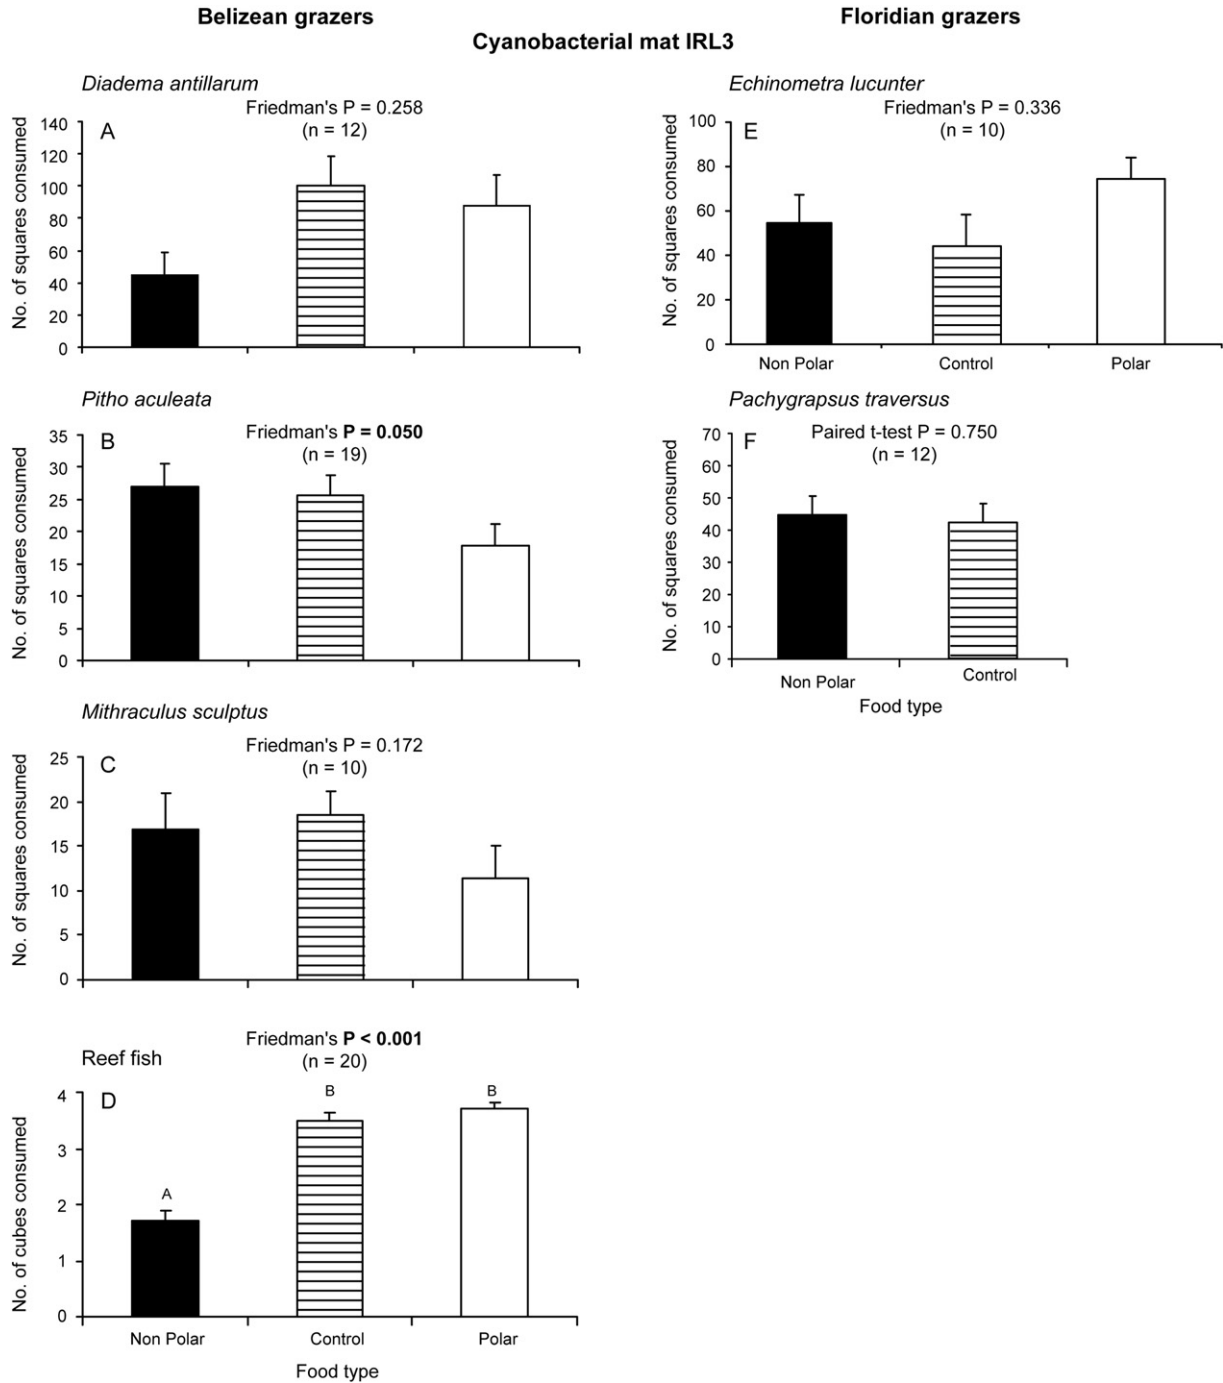 Belizean grazers
Floridian grazers
Cyanobacterial mat IRL3
Diadema antillarum
Friedman's P = 0.258
(n = 12)
A
No. of squares consumed
140
120
100
80
60
40
20
0
Pitho aculeata
Friedman's P = 0.050
(n = 19)
B
No. of squares consumed
35
30
25
20
15
10
5
0
Mithraculus sculptus
Friedman's P = 0.172
(n = 10)
C
No. of squares consumed
25
20
15
10
5
0
Reef fish
Friedman's P < 0.001
(n = 20)
D
No. of cubes consumed
4
3
2
1
0
A
B
B
Non Polar
Control
Polar
Food type
Echinometra lucunter
Friedman's P = 0.336
(n = 10)
E
No. of squares consumed
100
80
60
40
20
0
Non Polar
Control
Polar
Pachygrapsus traversus
Paired t-test P = 0.750
(n = 12)
F
No. of squares consumed
70
60
50
40
30
20
10
0
Non Polar
Control
Food type